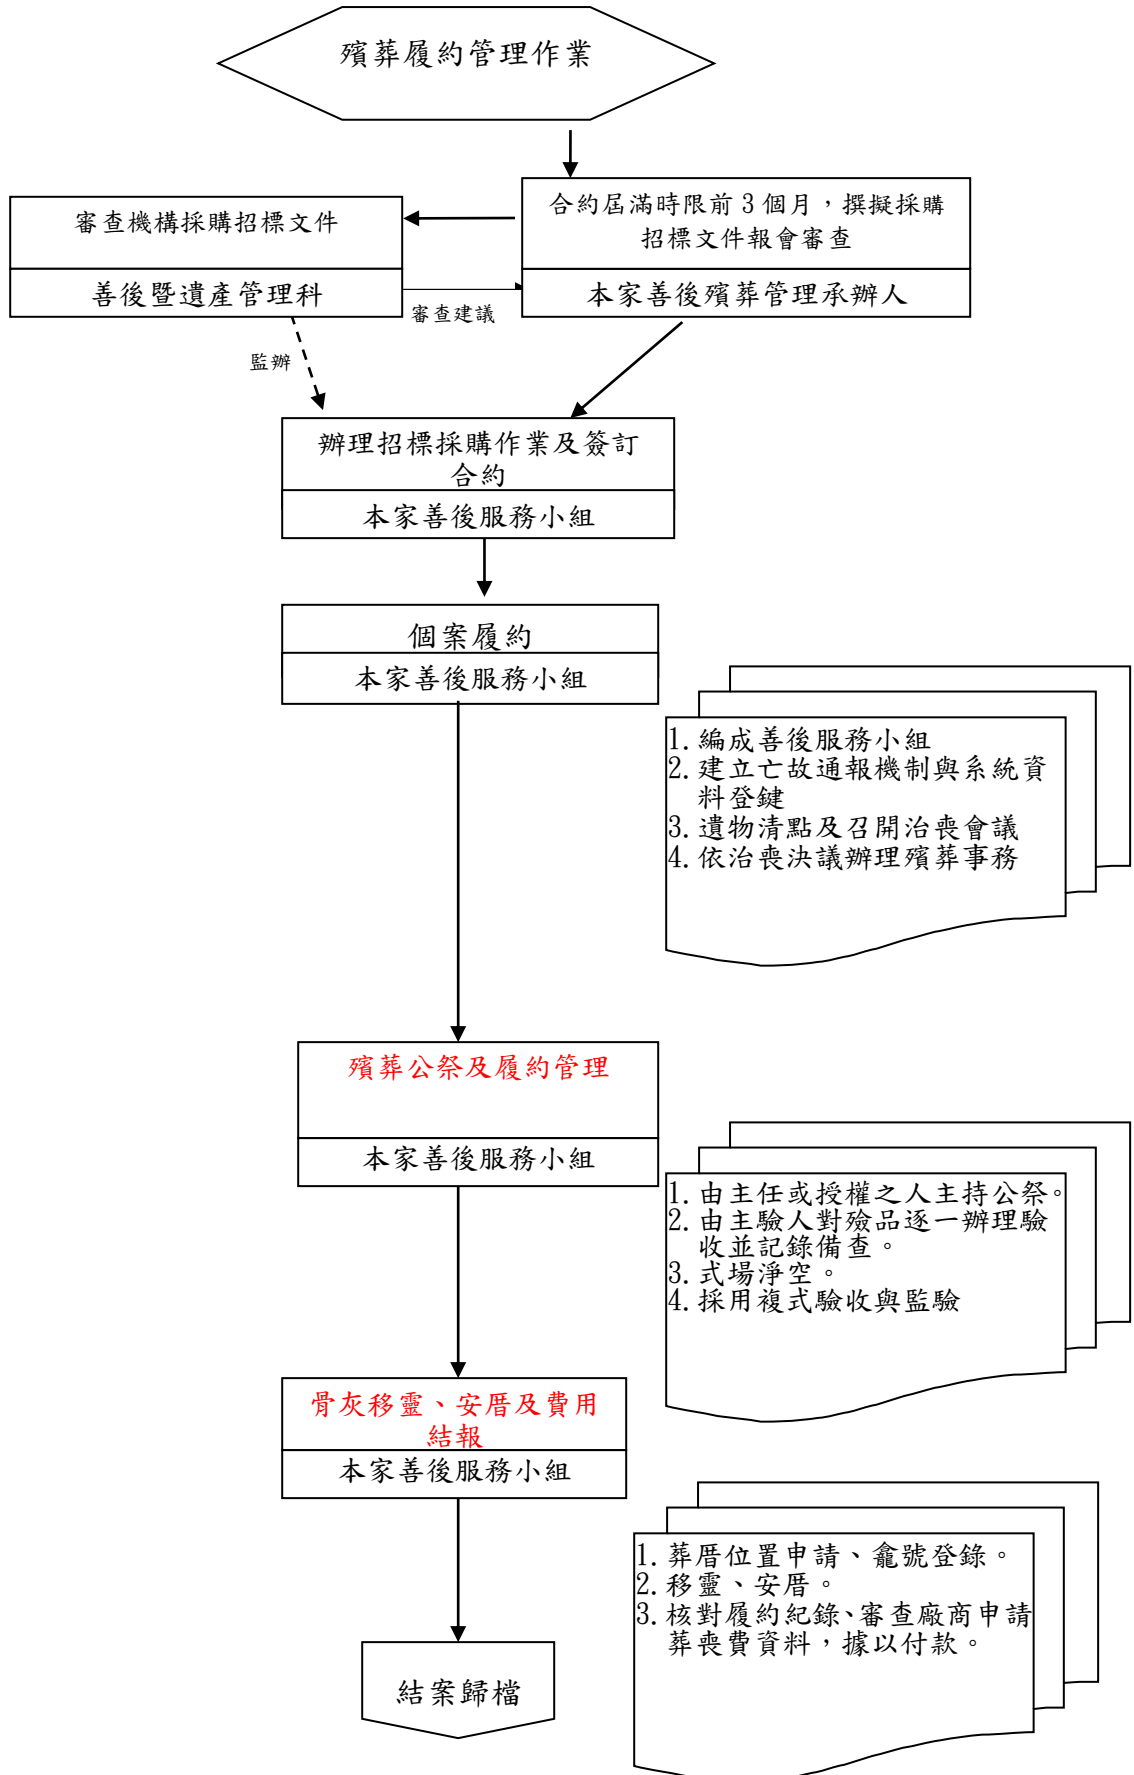 殯葬履約管理作業
審查機構採購招標文件
善後暨遺產管理科
合約屆滿時限前3個月，撰擬採購
招標文件報會審查
本家善後殯葬管理承辦人
審查建議
監辦
辦理招標採購作業及簽訂
合約
本家善後服務小組
個案履約
本家善後服務小組
1.編成善後服務小組
2.建立亡故通報機制與系統資
料登鍵
3.遺物清點及召開治喪會議
4.依治喪決議辦理殯葬事務
殯葬公祭及履約管理
本家善後服務小組
1.由主任或授權之人主持公祭。
2.由主驗人對殮品逐一辦理驗
收並記錄備查。
3.式場淨空。
4.採用複式驗收與監驗
骨灰移靈、安厝及費用
結報
本家善後服務小組
1.葬厝位置申請、龕號登錄。
2.移靈、安厝。
3.核對履約紀錄、審查廠商申請
葬喪費資料，據以付款。
結案歸檔